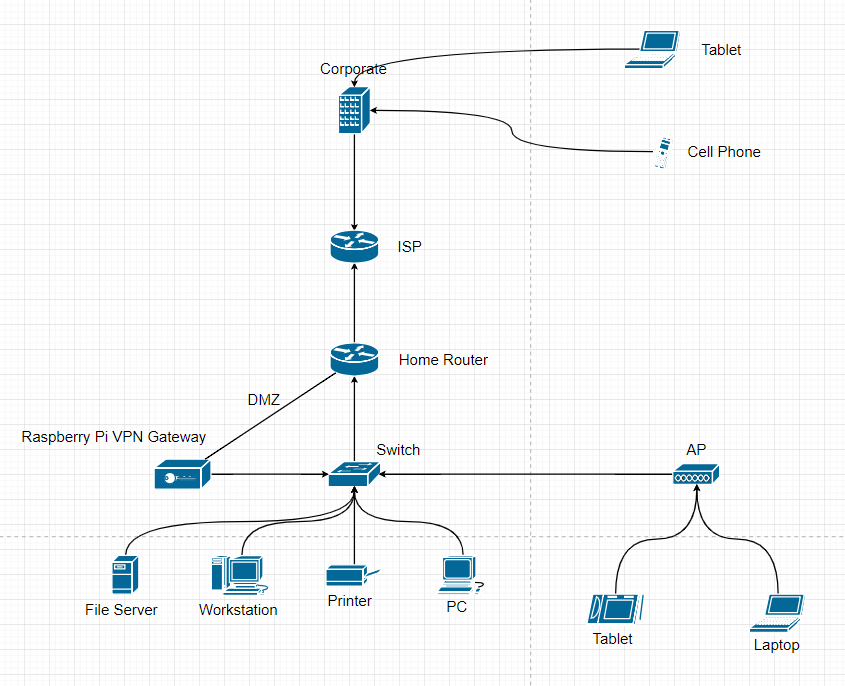 Tablet
Corporate
Cell Phone
ISP
Home Router
DMZ
Raspberry Pi VPN Gateway
Switch
AP
File Server
Workstation
Printer
PC
Tablet
Laptop